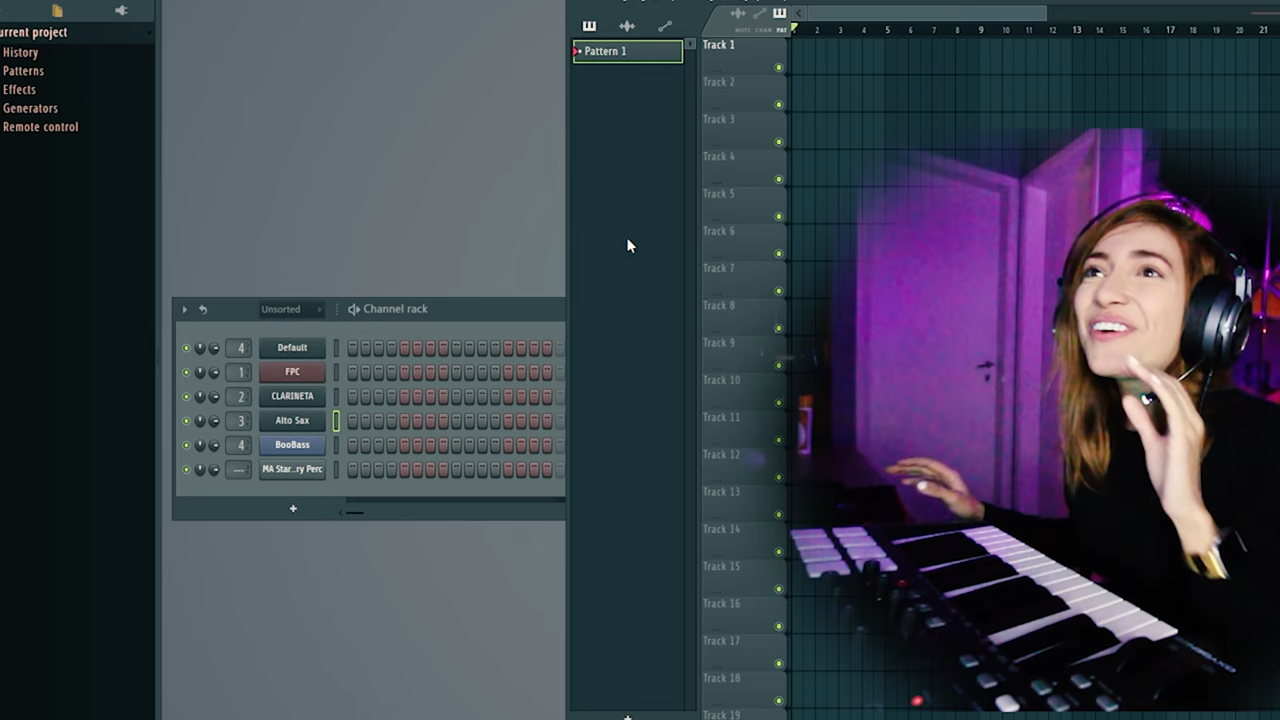 urrent project
History
Patterns
Effects
Generators
Remote control
Unsorted
Channel rack
4 Default
1 FPC
2 CLARINETA
3 Alto Sax
4 BooBass
--- MA Star..ry Perc
Pattern 1
NOTE CHAN PAT
2 3 4 5 6 7 8 9 10 11 12 13 14 15 16 17 18 19 20 21
Track 1
Track 2
Track 3
Track 4
Track 5
Track 6
Track 7
Track 8
Track 9
Track 10
Track 11
Track 12
Track 13
Track 14
Track 15
Track 16
Track 17
Track 18
Track 19